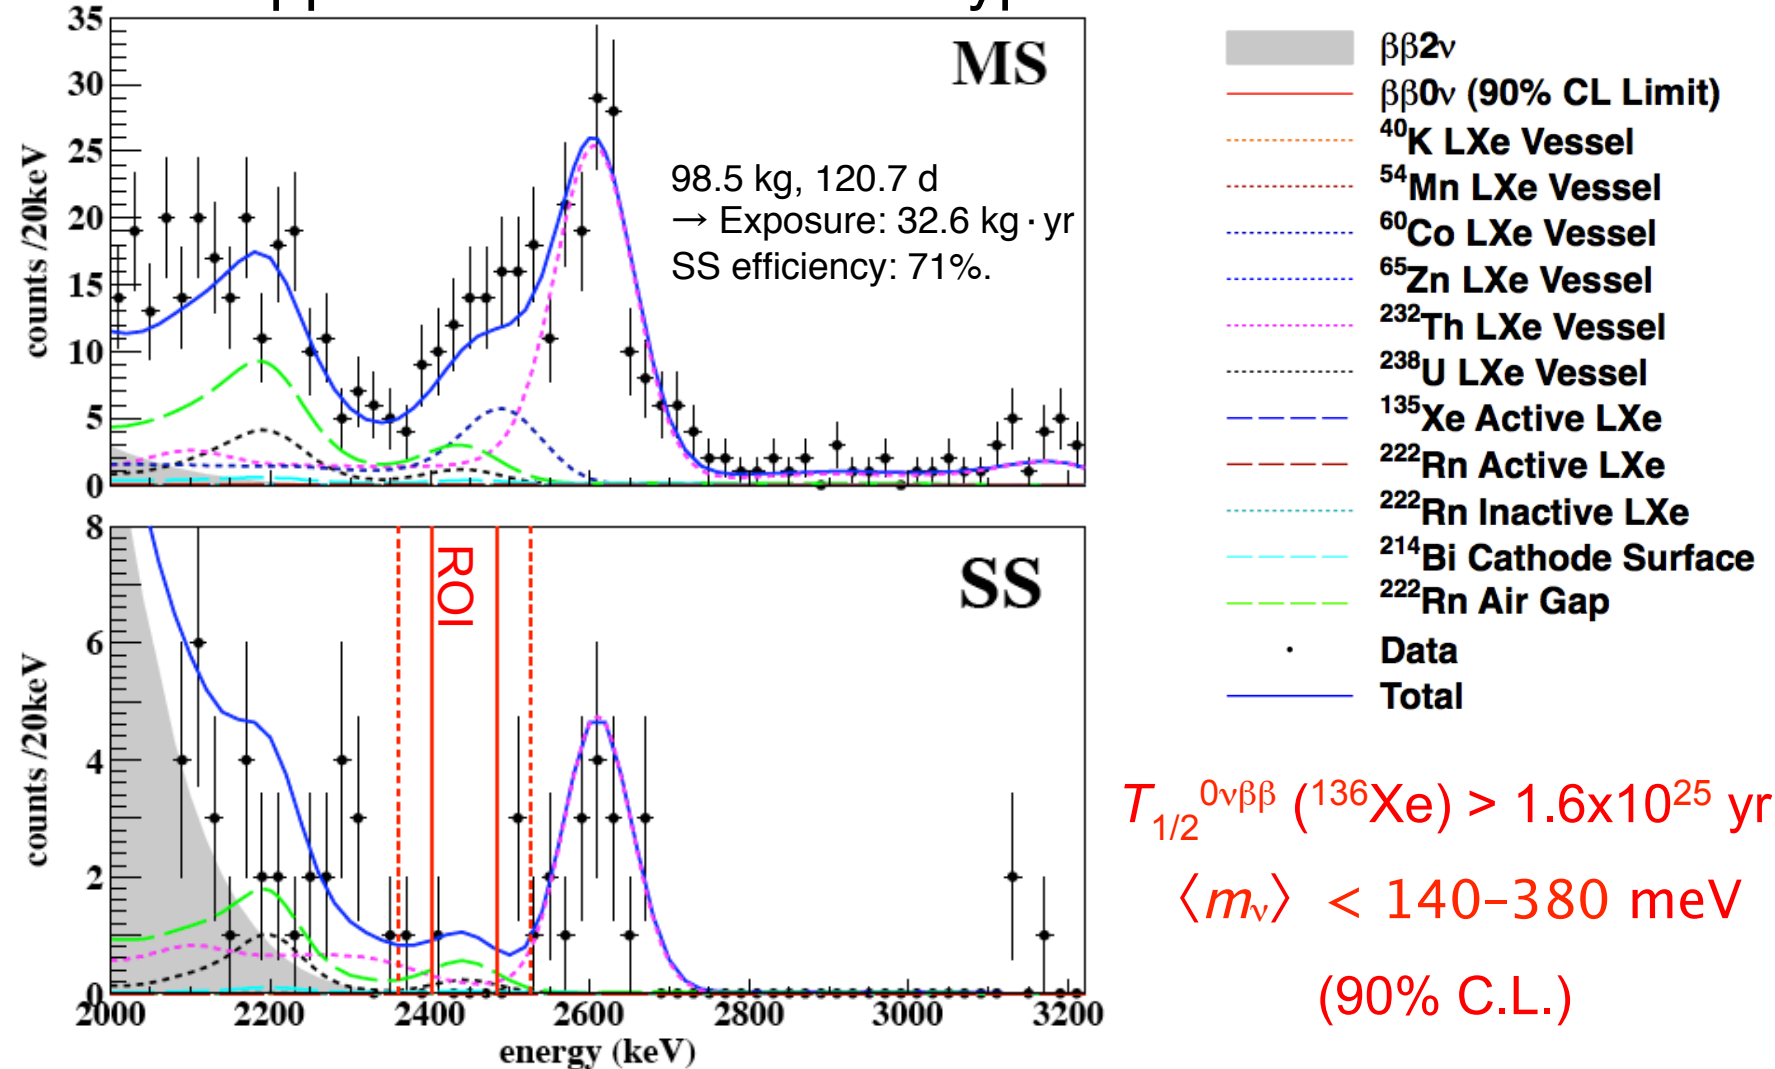 35
MS
30
25
20
15
10
5
0
counts /20keV
98.5 kg, 120.7 d
→ Exposure: 32.6 kg·yr
SS efficiency: 71%.
8
SS
ROI
6
4
2
0
counts /20keV
2000 2200 2400 2600 2800 3000 3200
energy (keV)
ββ2ν
ββ0ν (90% CL Limit)
⁴⁰K LXe Vessel
⁵⁴Mn LXe Vessel
⁶⁰Co LXe Vessel
⁶⁵Zn LXe Vessel
²³²Th LXe Vessel
²³⁸U LXe Vessel
¹³⁵Xe Active LXe
²²²Rn Active LXe
²²²Rn Inactive LXe
²¹⁴Bi Cathode Surface
²²²Rn Air Gap
Data
Total
T₁/₂⁰ᵛᵝᵝ (¹³⁶Xe) > 1.6x10²⁵ yr
⟨mν⟩ < 140–380 meV
(90% C.L.)